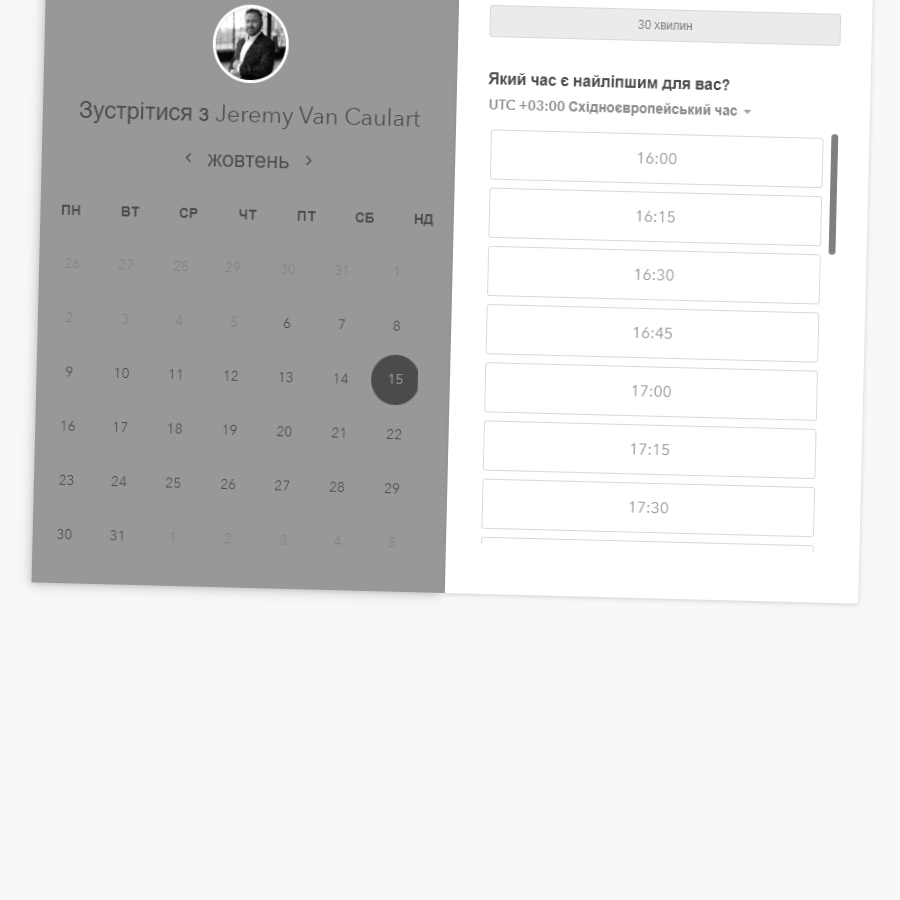 Зустрітися з Jeremy Van Caulart
жовтень
ПН ВТ СР ЧТ ПТ СБ НД
26 27 28 29 30 31 1
2 3 4 5 6 7 8
9 10 11 12 13 14 15
16 17 18 19 20 21 22
23 24 25 26 27 28 29
30 31 1 2 3 4 5
30 хвилин
Який час є найліпшим для вас?
UTC +03:00 Східноєвропейський час
16:00
16:15
16:30
16:45
17:00
17:15
17:30